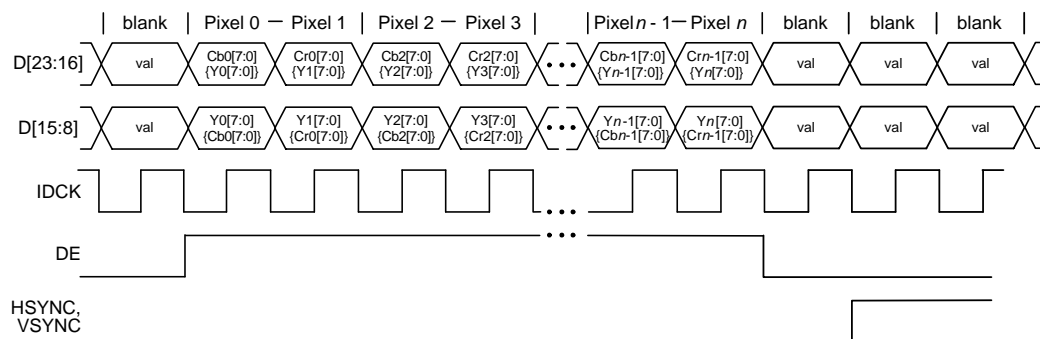 blank Pixel 0 — Pixel 1 Pixel 2 — Pixel 3 Pixel n - 1 — Pixel n blank blank blank
D[23:16] val Cb0[7:0] Cr0[7:0] Cb2[7:0] Cr2[7:0] ••• Cbn-1[7:0] Crn-1[7:0] val val val
{Y0[7:0]} {Y1[7:0]} {Y2[7:0]} {Y3[7:0]} {Yn-1[7:0]} {Yn[7:0]}
D[15:8] val Y0[7:0] Y1[7:0] Y2[7:0] Y3[7:0] ••• Yn-1[7:0] Yn[7:0] val val val
{Cb0[7:0]} {Cr0[7:0]} {Cb2[7:0]} {Cr2[7:0]} {Cbn-1[7:0]} {Crn-1[7:0]}
IDCK •••
DE •••
HSYNC,
VSYNC